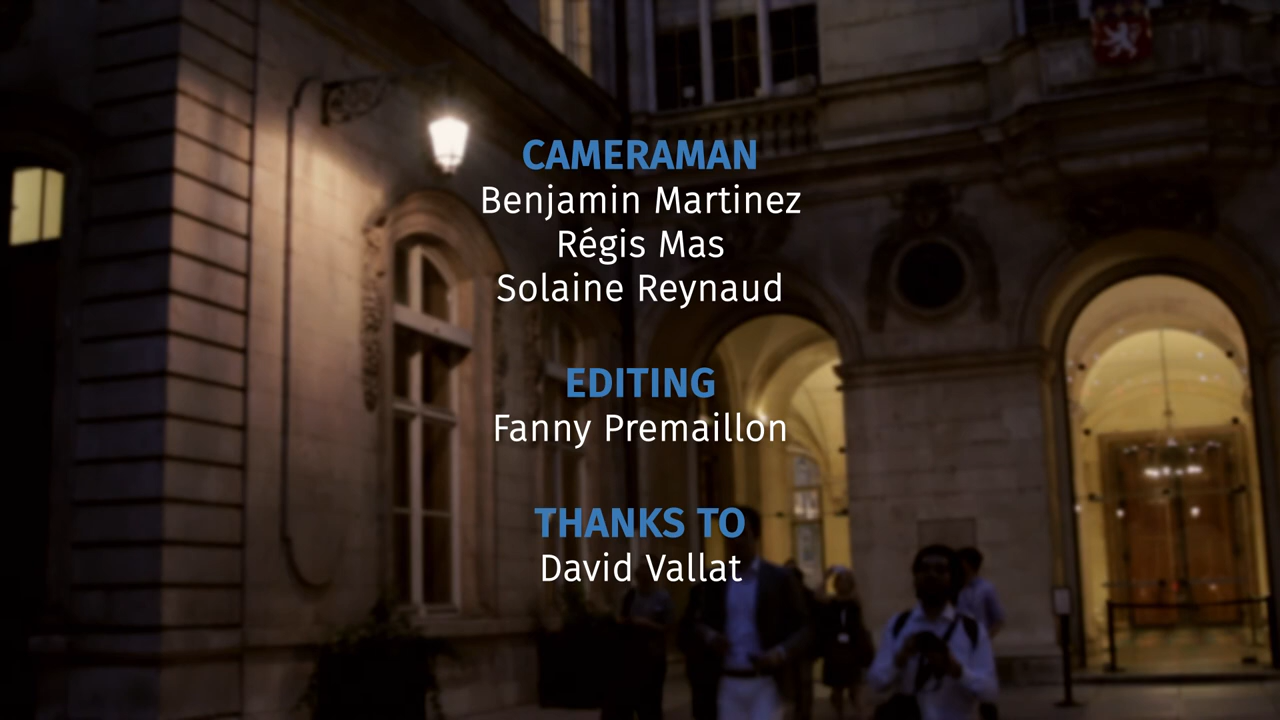 CAMERAMAN
Benjamin Martinez
Régis Mas
Solaine Reynaud
EDITING
Fanny Premaillon
THANKS TO
David Vallat